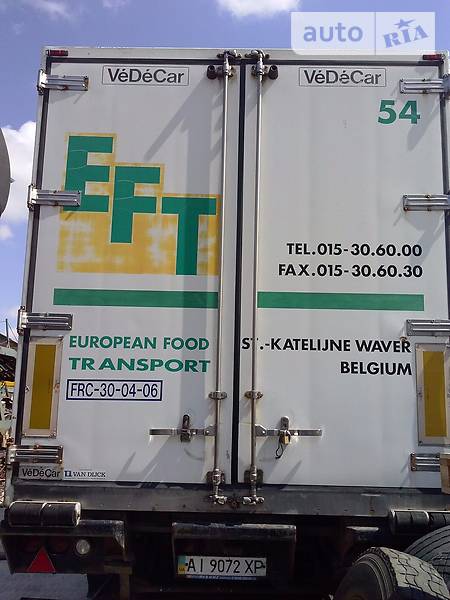 auto RIA
VéDéCar VéDéCar
54
EFT
TEL.015-30.60.00
FAX.015-30.60.30
EUROPEAN FOOD
TRANSPORT
ST.-KATELIJNE WAVER
BELGIUM
FRC-30-04-06
VéDéCar VAN DIJCK
AI 9072 XP